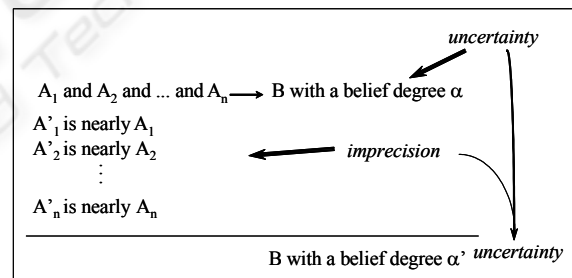 uncertainty
A₁ and A₂ and ... and Aₙ → B with a belief degree α
A'₁ is nearly A₁
A'₂ is nearly A₂ imprecision
⋮
A'ₙ is nearly Aₙ
B with a belief degree α' uncertainty